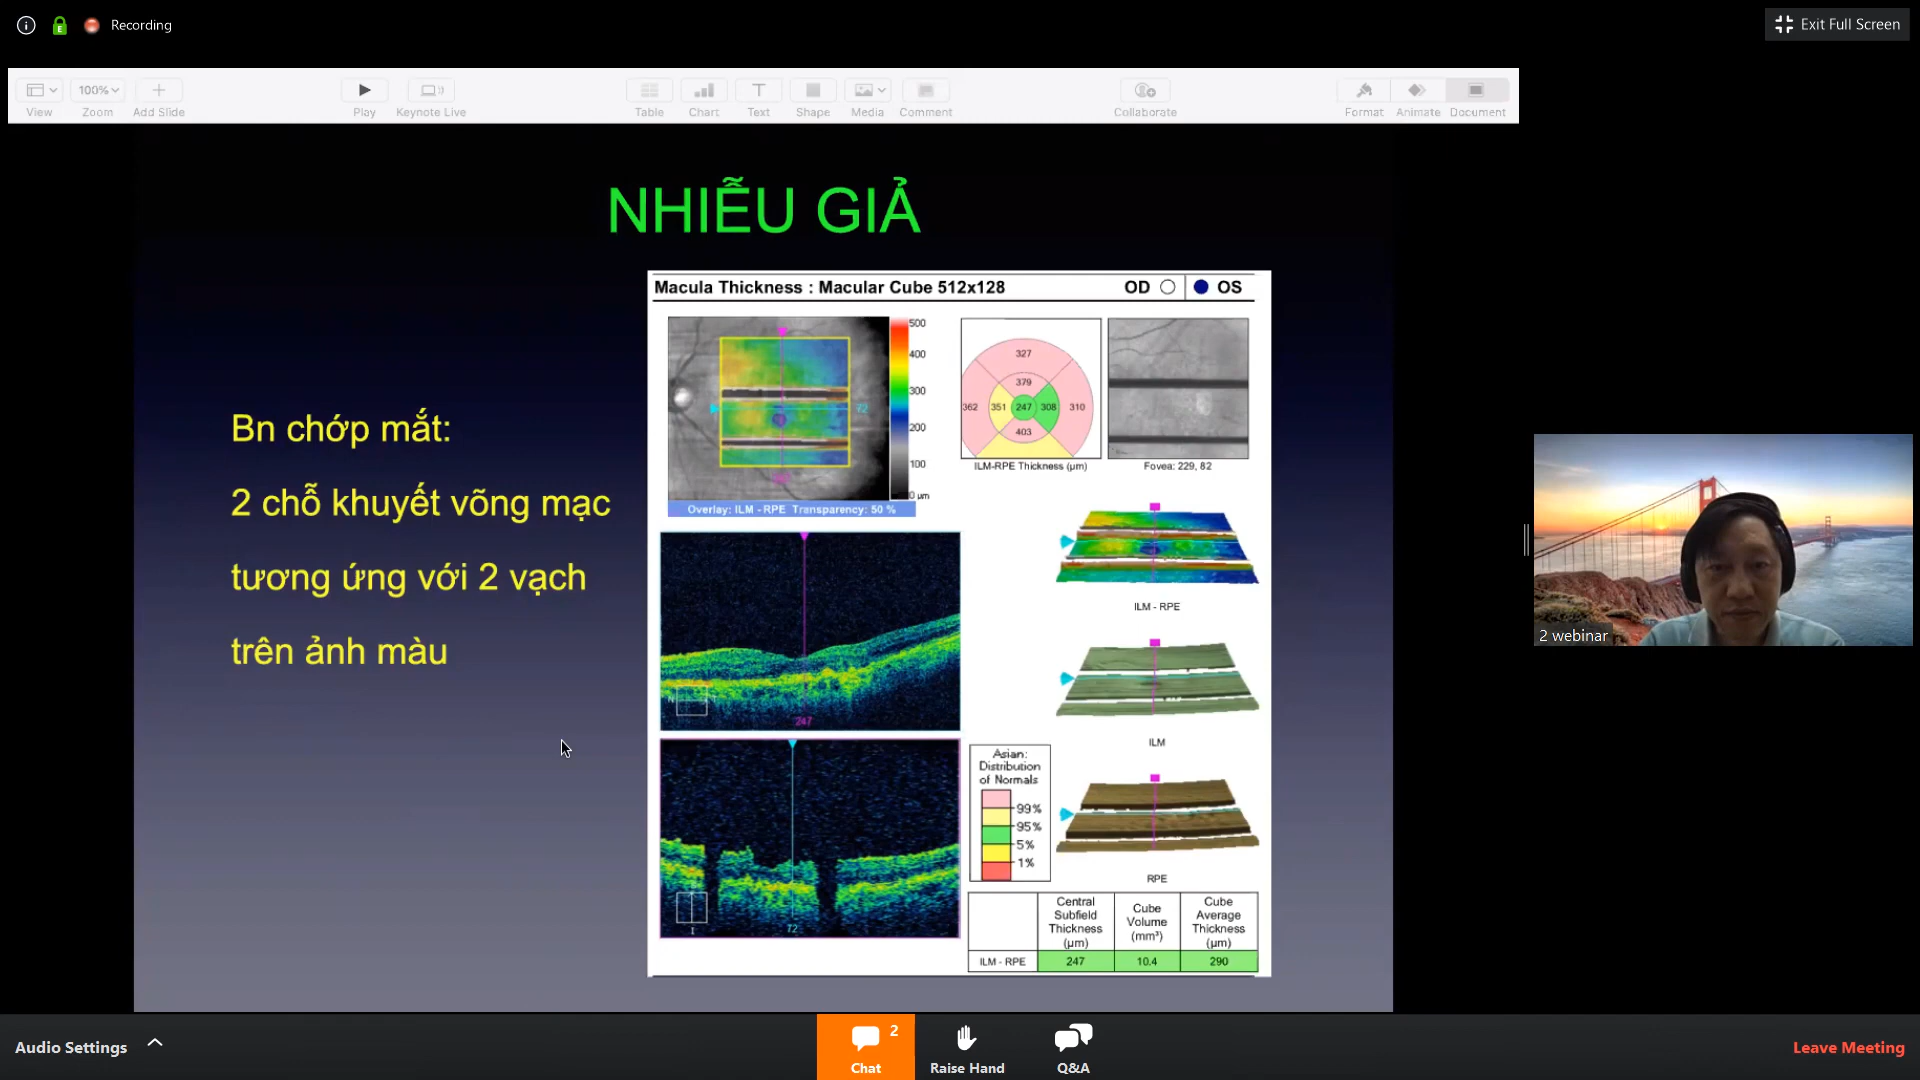 Recording
Exit Full Screen
100%
View
Zoom
Add Slide
Play
Keynote Live
Table
Chart
Text
Shape
Media
Comment
Collaborate
Format
Animate
Document
NHIỄU GIẢ
Bn chớp mắt:
2 chỗ khuyết võng mạc
tương ứng với 2 vạch
trên ảnh màu
Macula Thickness : Macular Cube 512x128
OD
OS
500
400
300
200
100
0 µm
72
Overlay: ILM - RPE Transparency: 50 %
327
379
362 351 247 308 310
403
ILM-RPE Thickness (µm)
Fovea: 229, 82
247
ILM - RPE
ILM
72
I
Asian:
Distribution
of Normals
99%
95%
5%
1%
RPE
Central
Subfield
Thickness
(µm)
Cube
Volume
(mm³)
Cube
Average
Thickness
(µm)
ILM - RPE 247 10.4 290
2 webinar
Audio Settings
2
Chat
Raise Hand
Q&A
Leave Meeting